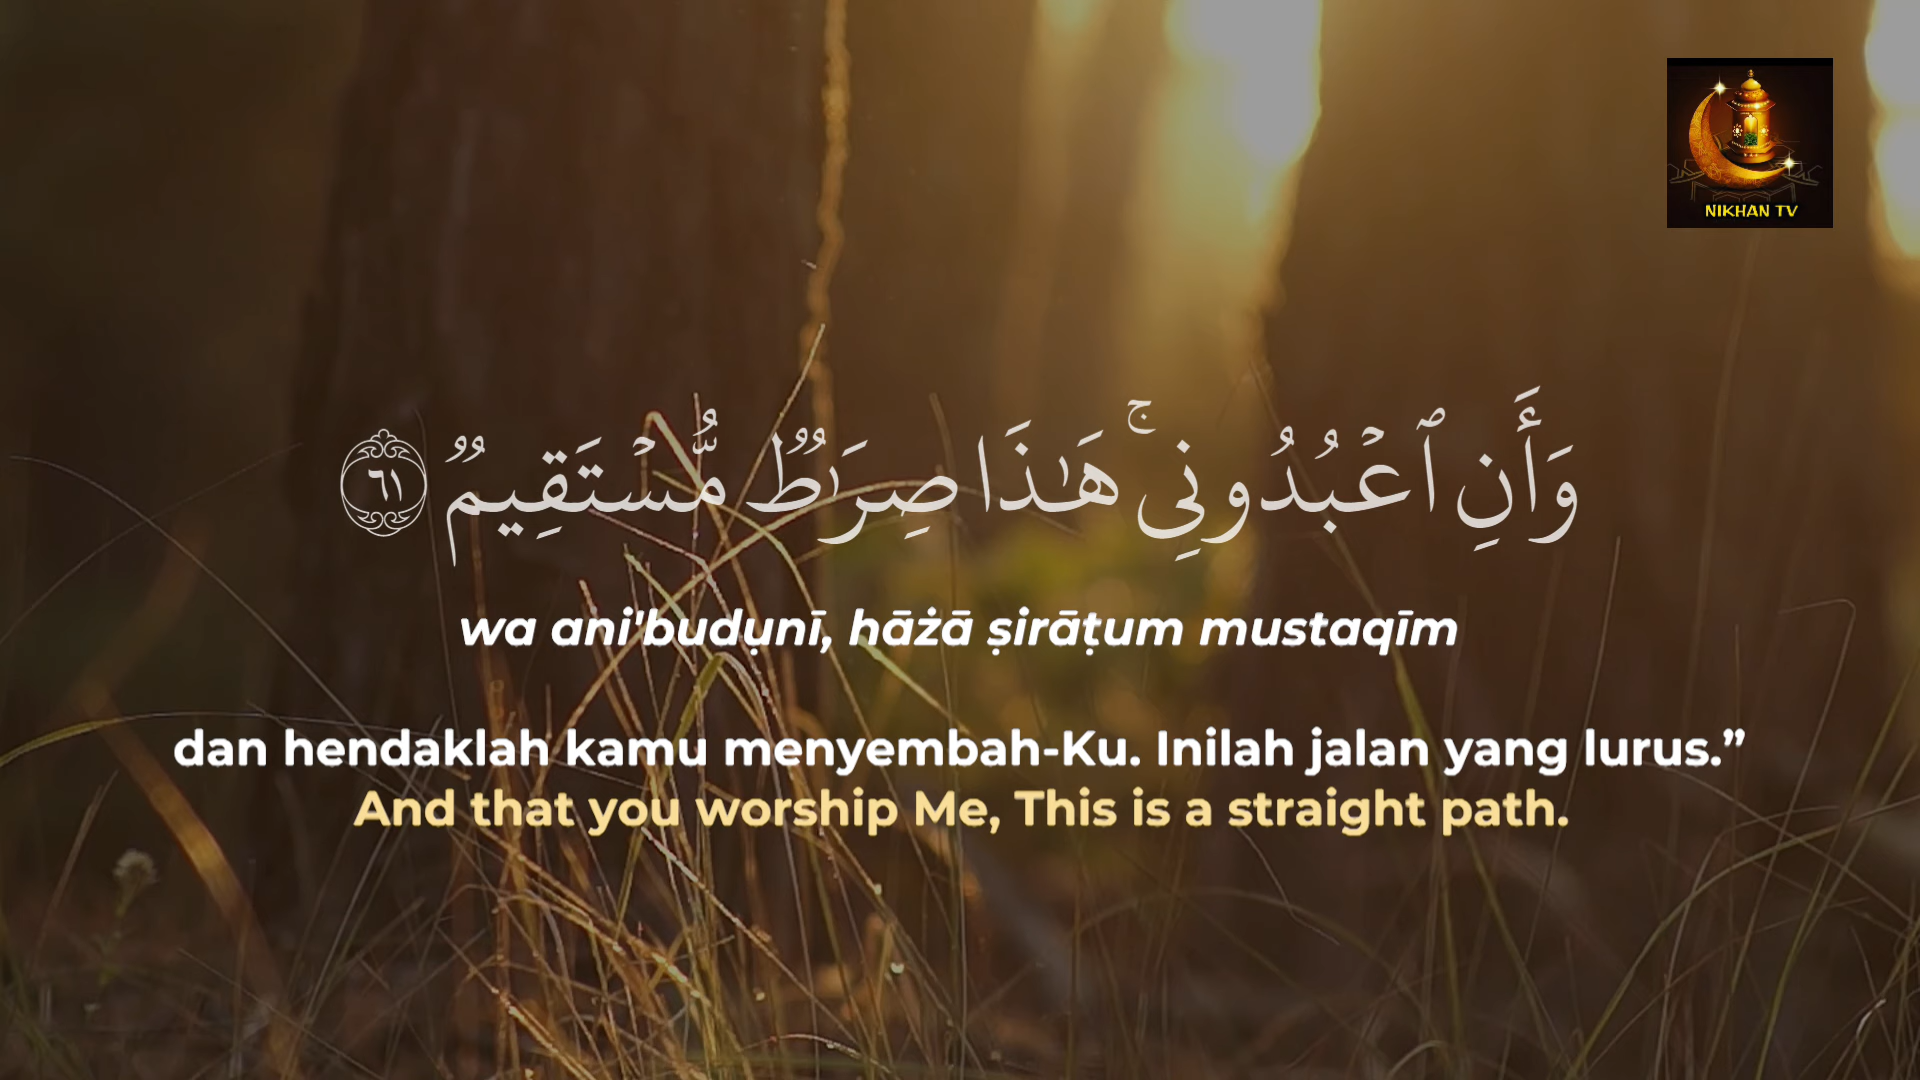 NIKHAN TV
وَأَنِ ٱعۡبُدُونِيۚ هَٰذَا صِرَٰطٌ مُّسۡتَقِيمٌ ٦١
wa ani'budụnī, hāżā ṣirāṭum mustaqīm
dan hendaklah kamu menyembah-Ku. Inilah jalan yang lurus.”
And that you worship Me, This is a straight path.